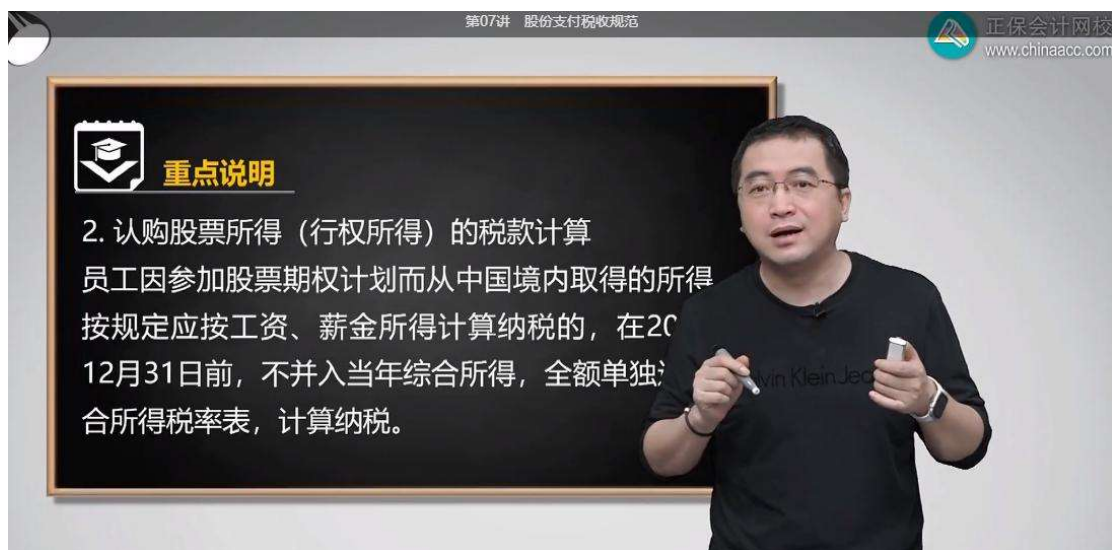 第07讲 股份支付税收规范
正保会计网校
www.chinaacc.com
重点说明
2. 认购股票所得（行权所得）的税款计算
员工因参加股票期权计划而从中国境内取得的所得
按规定应按工资、薪金所得计算纳税的，在20
12月31日前，不并入当年综合所得，全额单独
合所得税率表，计算纳税。
vin Klein Jea